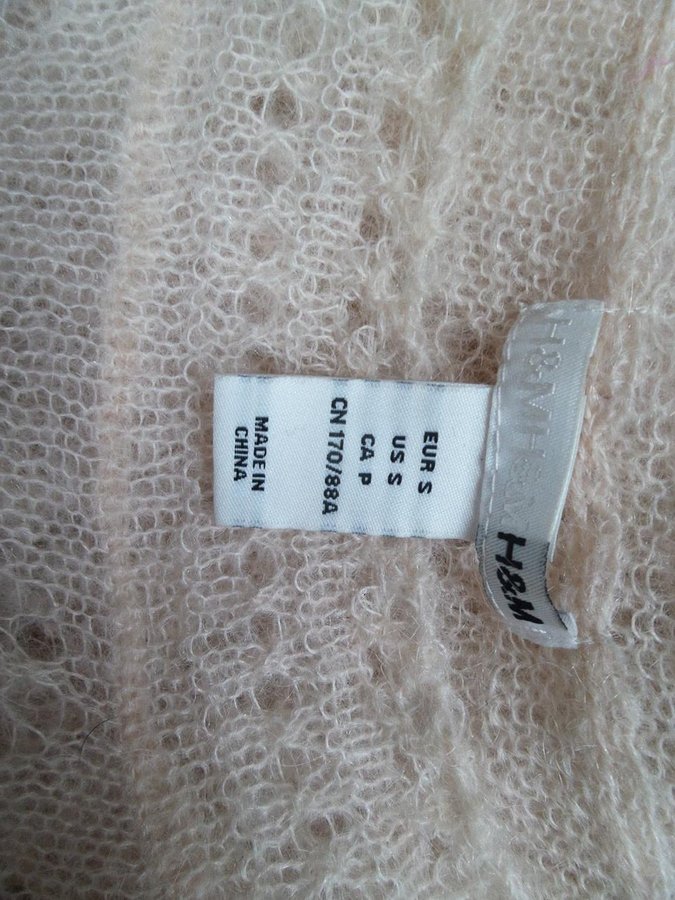 H&M H&M
H&M
EUR S
US S
CA P
CN 170/88A
MADE IN
CHINA